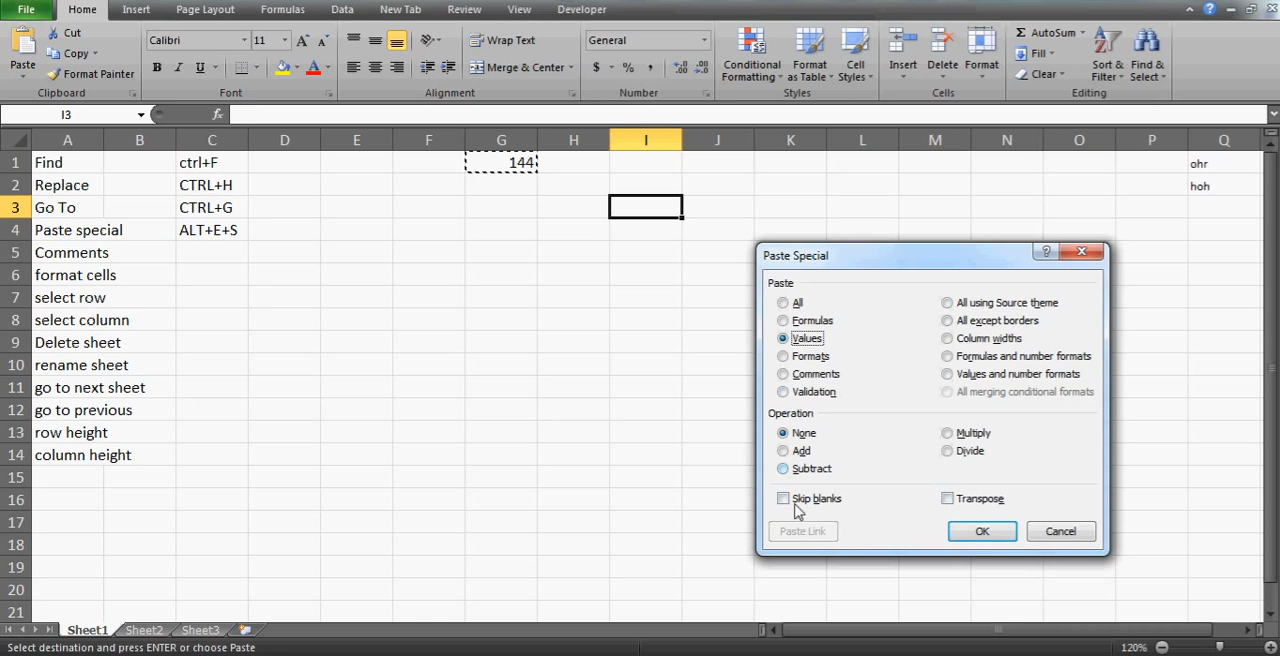 File Home Insert Page Layout Formulas Data New Tab Review View Developer
Paste Cut Copy Format Painter
Calibri 11 B I U A A A
Wrap Text Merge & Center
General $ % ,
Conditional Formatting Format as Table Cell Styles
Insert Delete Format
AutoSum Fill Clear Sort & Filter Find & Select
Clipboard Font Alignment Number Styles Cells Editing
I3 fx
A B C D E F G H I J K L M N O P Q
1 Find ctrl+F 144 ohr
2 Replace CTRL+H hoh
3 Go To CTRL+G
4 Paste special ALT+E+S
5 Comments
6 format cells
7 select row
8 select column
9 Delete sheet
10 rename sheet
11 go to next sheet
12 go to previous
13 row height
14 column height
15
16
17
18
19
20
21
Paste Special
Paste
All All using Source theme
Formulas All except borders
Values Column widths
Formats Formulas and number formats
Comments Values and number formats
Validation All merging conditional formats
Operation
None Multiply
Add Divide
Subtract
Skip blanks Transpose
Paste Link OK Cancel
Sheet1 Sheet2 Sheet3
Select destination and press ENTER or choose Paste 120%